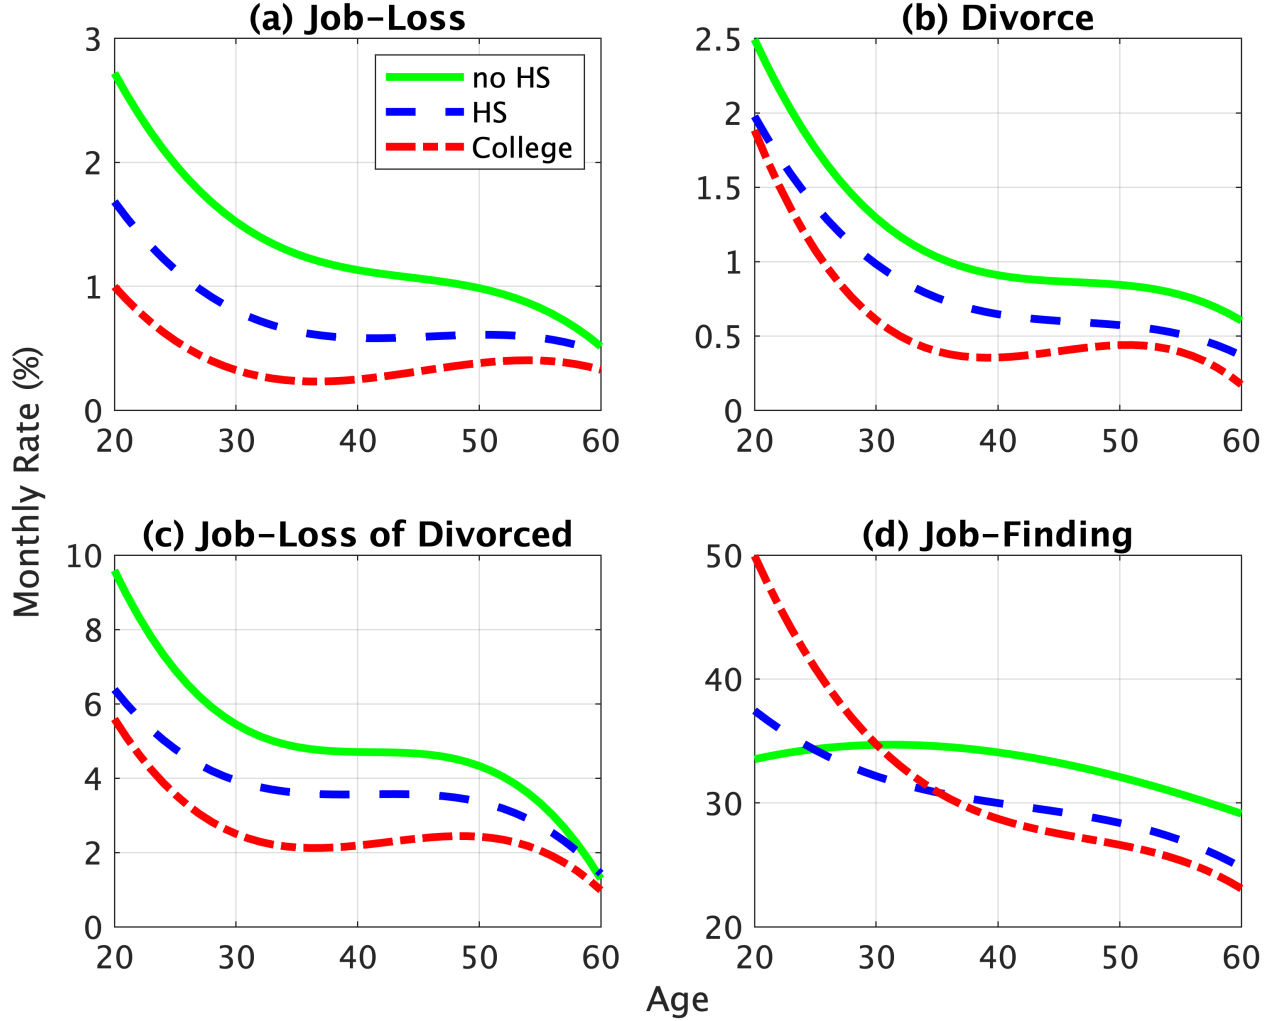 (a) Job-Loss
3
2
1
0
20 30 40 50 60
no HS
HS
College
(b) Divorce
2.5
2
1.5
1
0.5
0
20 30 40 50 60
Monthly Rate (%)
(c) Job-Loss of Divorced
10
8
6
4
2
0
20 30 40 50 60
(d) Job-Finding
50
40
30
20
20 30 40 50 60
Age